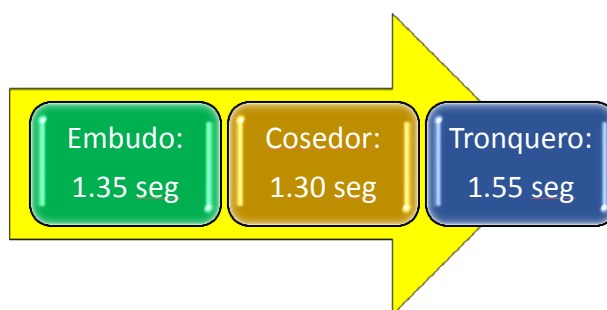 Embudo:
1.35 seg
Cosedor:
1.30 seg
Tronquero:
1.55 seg